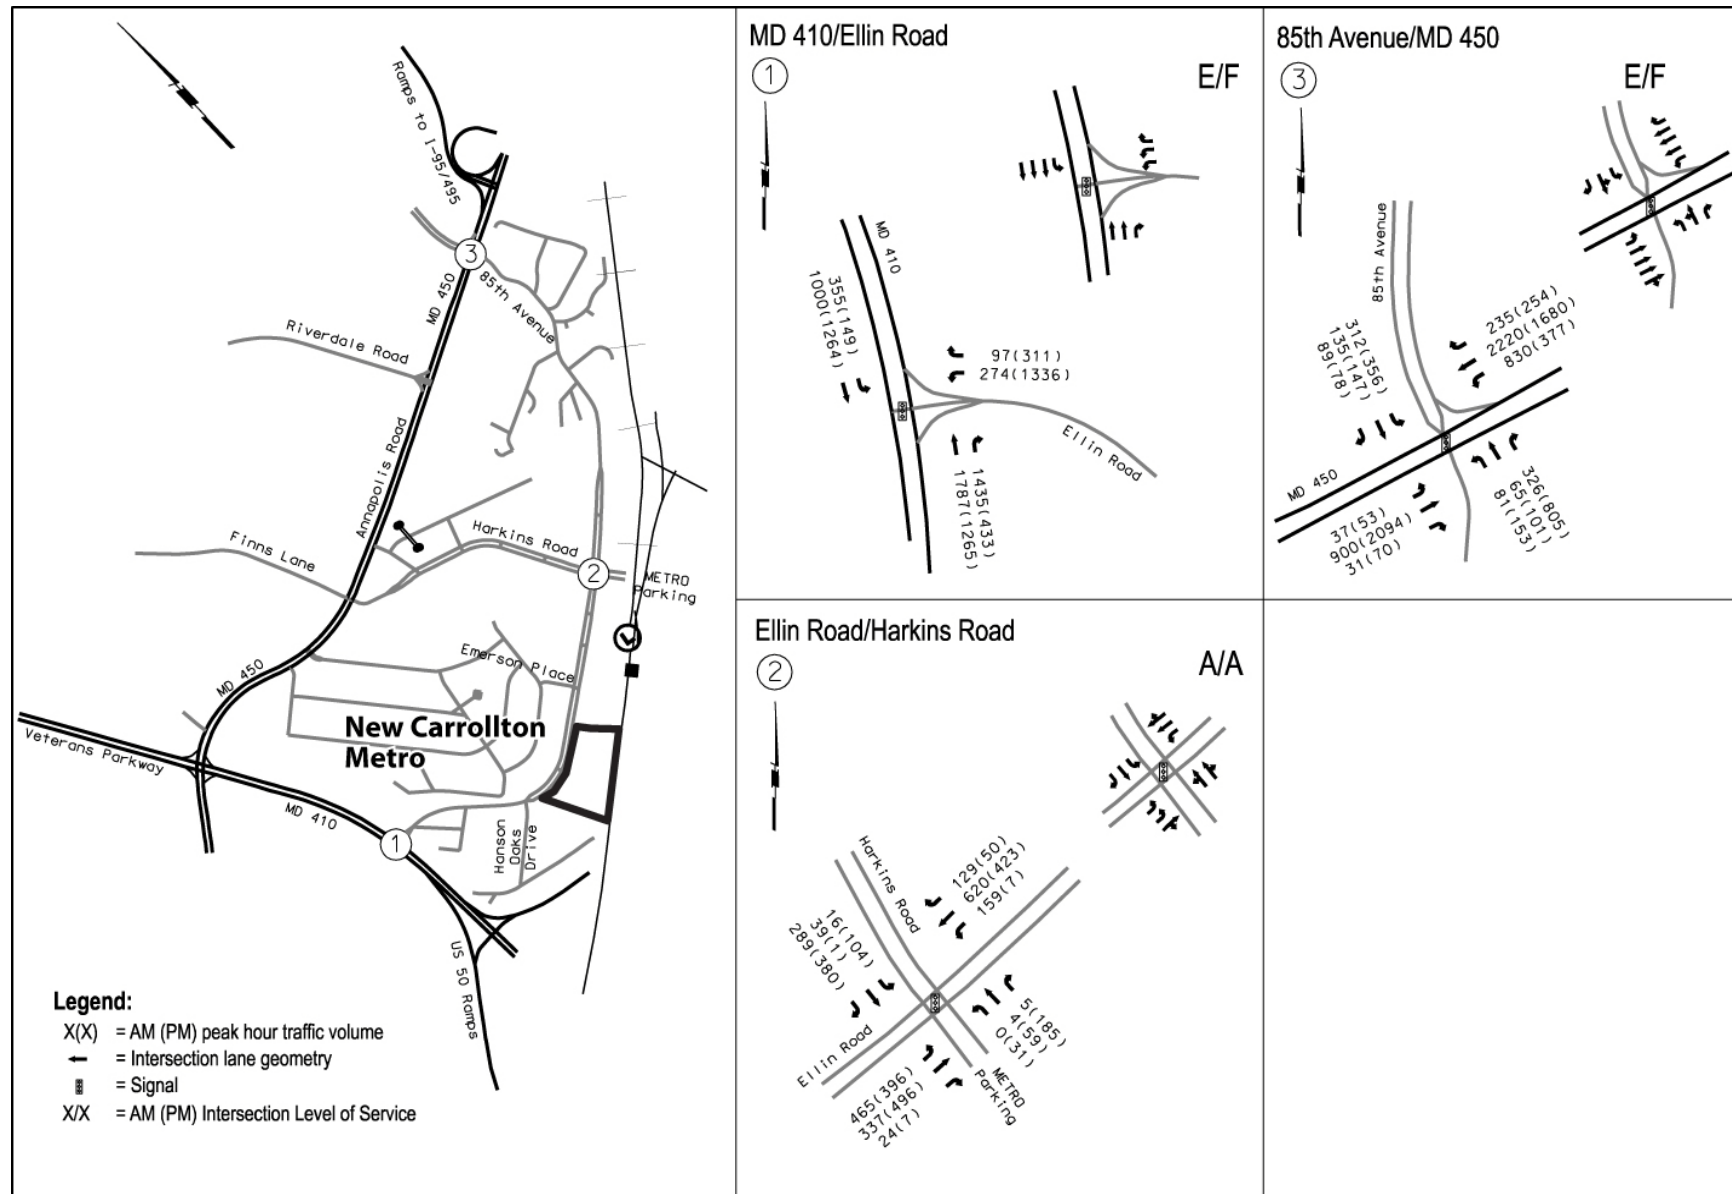 Ramps to I-95/495
3
MD 450
85th Avenue
Riverdale Road
Annapolis Road
Finns Lane
Harkins Road
2
METRO
Parking
Emerson Place
MD 450
New Carrollton
Metro
Veterans Parkway
MD 410
1
Hanson
Oaks
Drive
US 50 Ramps
Legend:
X(X) = AM (PM) peak hour traffic volume
= Intersection lane geometry
= Signal
X/X = AM (PM) Intersection Level of Service
MD 410/Ellin Road
1
E/F
MD 410
355(149)
1000(1264)
97(311)
274(1336)
Ellin Road
1435(433)
1787(1265)
85th Avenue/MD 450
3
E/F
85th Avenue
312(356)
135(147)
89(78)
235(254)
2220(1680)
830(377)
MD 450
37(53)
900(2094)
31(70)
326(805)
65(101)
81(153)
Ellin Road/Harkins Road
2
A/A
Harkins Road
129(50)
620(423)
159(7)
16(104)
39(1)
289(380)
Ellin Road
5(185)
4(59)
0(31)
METRO
Parking
465(396)
337(496)
24(7)